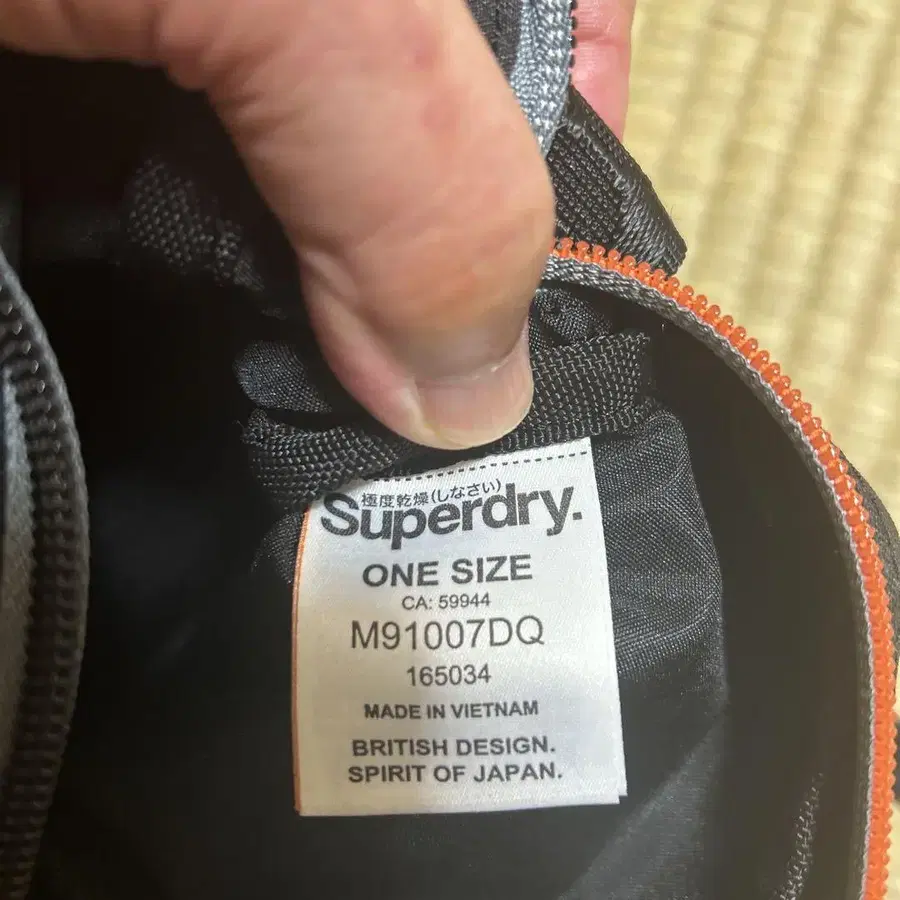 極度乾燥(しなさい)
Superdry.
ONE SIZE
CA: 59944
M91007DQ
165034
MADE IN VIETNAM
BRITISH DESIGN.
SPIRIT OF JAPAN.